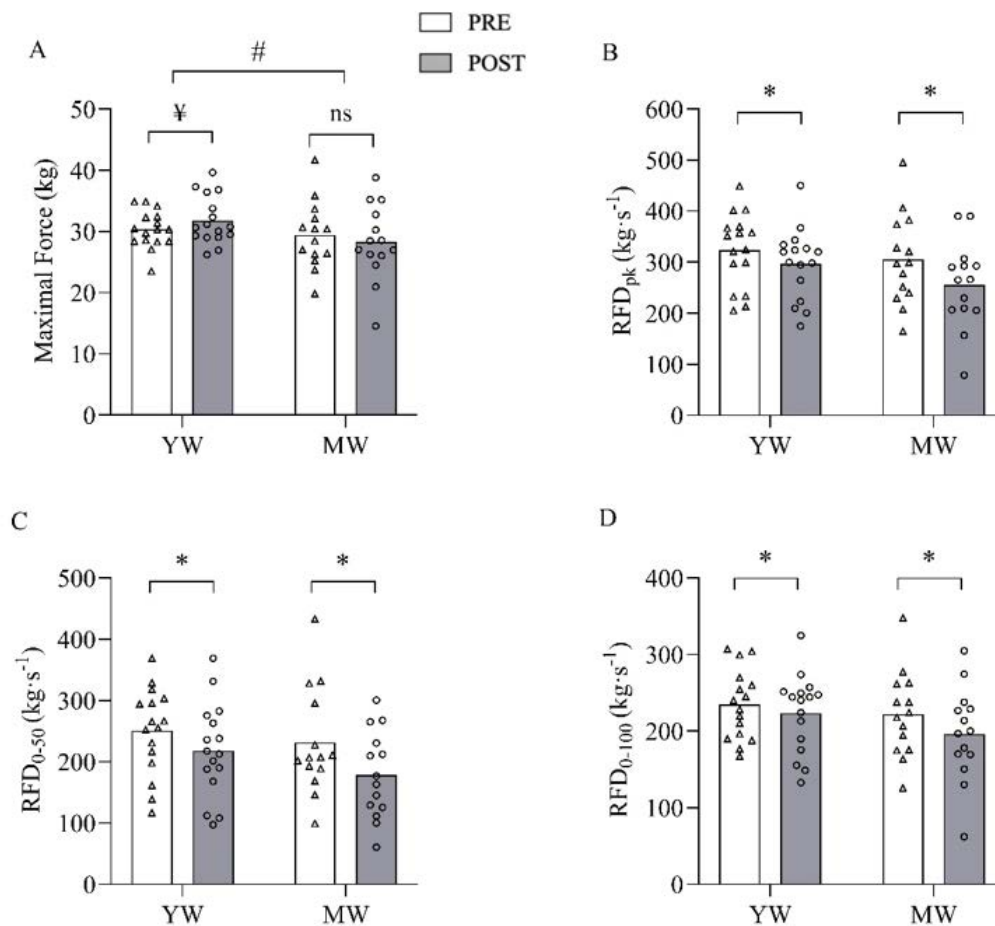 PRE
POST
A
#
¥
ns
Maximal Force (kg)
50
40
30
20
10
0
YW
MW
B
*
*
RFDpk (kg·s⁻¹)
600
500
400
300
200
100
0
YW
MW
C
*
*
RFD₀₋₅₀ (kg·s⁻¹)
500
400
300
200
100
0
YW
MW
D
*
*
RFD₀₋₁₀₀ (kg·s⁻¹)
400
300
200
100
0
YW
MW